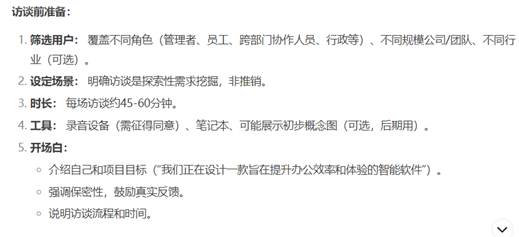 访谈前准备：
1. 筛选用户： 覆盖不同角色（管理者、员工、跨部门协作人员、行政等）、不同规模公司/团队、不同行
业（可选）。
2. 设定场景： 明确访谈是探索性需求挖掘，非推销。
3. 时长： 每场访谈约45-60分钟。
4. 工具： 录音设备（需征得同意）、笔记本、可能展示初步概念图（可选，后期用）。
5. 开场白：
○ 介绍自己和项目目标（“我们正在设计一款旨在提升办公效率和体验的智能软件”）。
○ 强调保密性，鼓励真实反馈。
○ 说明访谈流程和时间。